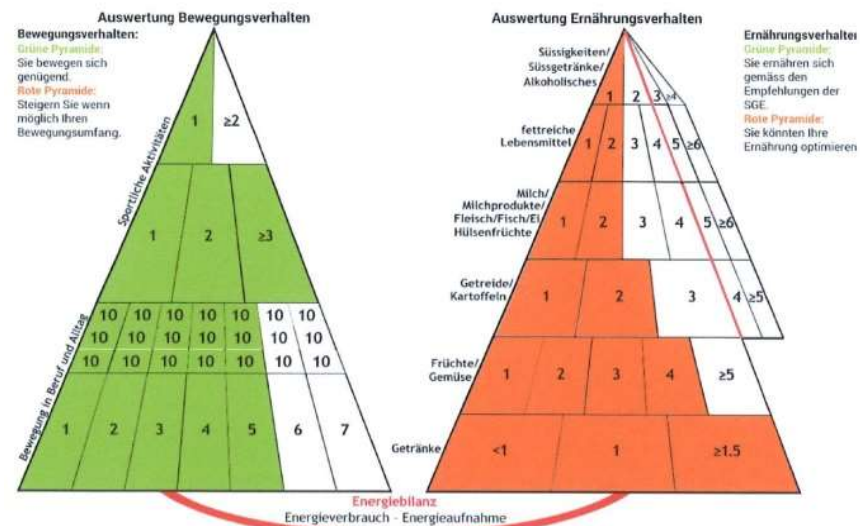 Auswertung Bewegungsverhalten
Bewegungsverhalten:
Grüne Pyramide:
Sie bewegen sich
genügend.
Rote Pyramide:
Steigern Sie wenn
möglich Ihren
Bewegungsumfang.
Sportliche Aktivitäten
Bewegung in Beruf und Alltag
1 ≥2
1 2 ≥3
10 10 10 10 10 10 10
10 10 10 10 10 10 10
10 10 10 10 10 10 10
1 2 3 4 5 6 7
Auswertung Ernährungsverhalten
Ernährungsverhalten
Grüne Pyramide:
Sie ernähren sich
gemäss den
Empfehlungen der
SGE.
Rote Pyramide:
Sie könnten Ihre
Ernährung optimieren
Süssigkeiten/
Süssgetränke/
Alkoholisches
1 2 3 ≥4
fettreiche
Lebensmittel
1 2 3 4 5 ≥6
Milch/
Milchprodukte/
Fleisch/Fisch/Ei
Hülsenfrüchte
1 2 3 4 5 ≥6
Getreide/
Kartoffeln
1 2 3 4 ≥5
Früchte/
Gemüse
1 2 3 4 ≥5
Getränke
<1 1 ≥1.5
Energiebilanz
Energieverbrauch - Energieaufnahme